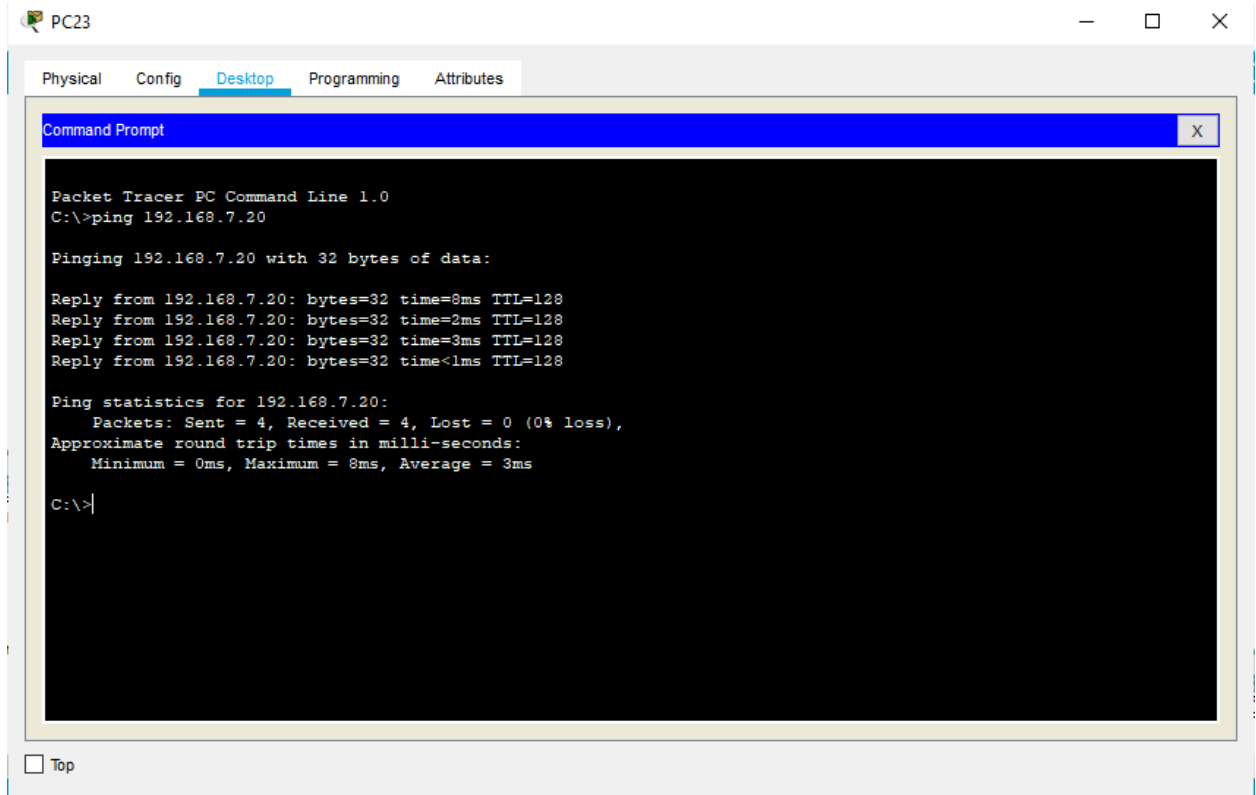 PC23
Physical Config Desktop Programming Attributes
Command Prompt
X
Packet Tracer PC Command Line 1.0
C:\>ping 192.168.7.20
Pinging 192.168.7.20 with 32 bytes of data:
Reply from 192.168.7.20: bytes=32 time=8ms TTL=128
Reply from 192.168.7.20: bytes=32 time=2ms TTL=128
Reply from 192.168.7.20: bytes=32 time=3ms TTL=128
Reply from 192.168.7.20: bytes=32 time<1ms TTL=128
Ping statistics for 192.168.7.20:
Packets: Sent = 4, Received = 4, Lost = 0 (0% loss),
Approximate round trip times in milli-seconds:
Minimum = 0ms, Maximum = 8ms, Average = 3ms
C:\>
Top